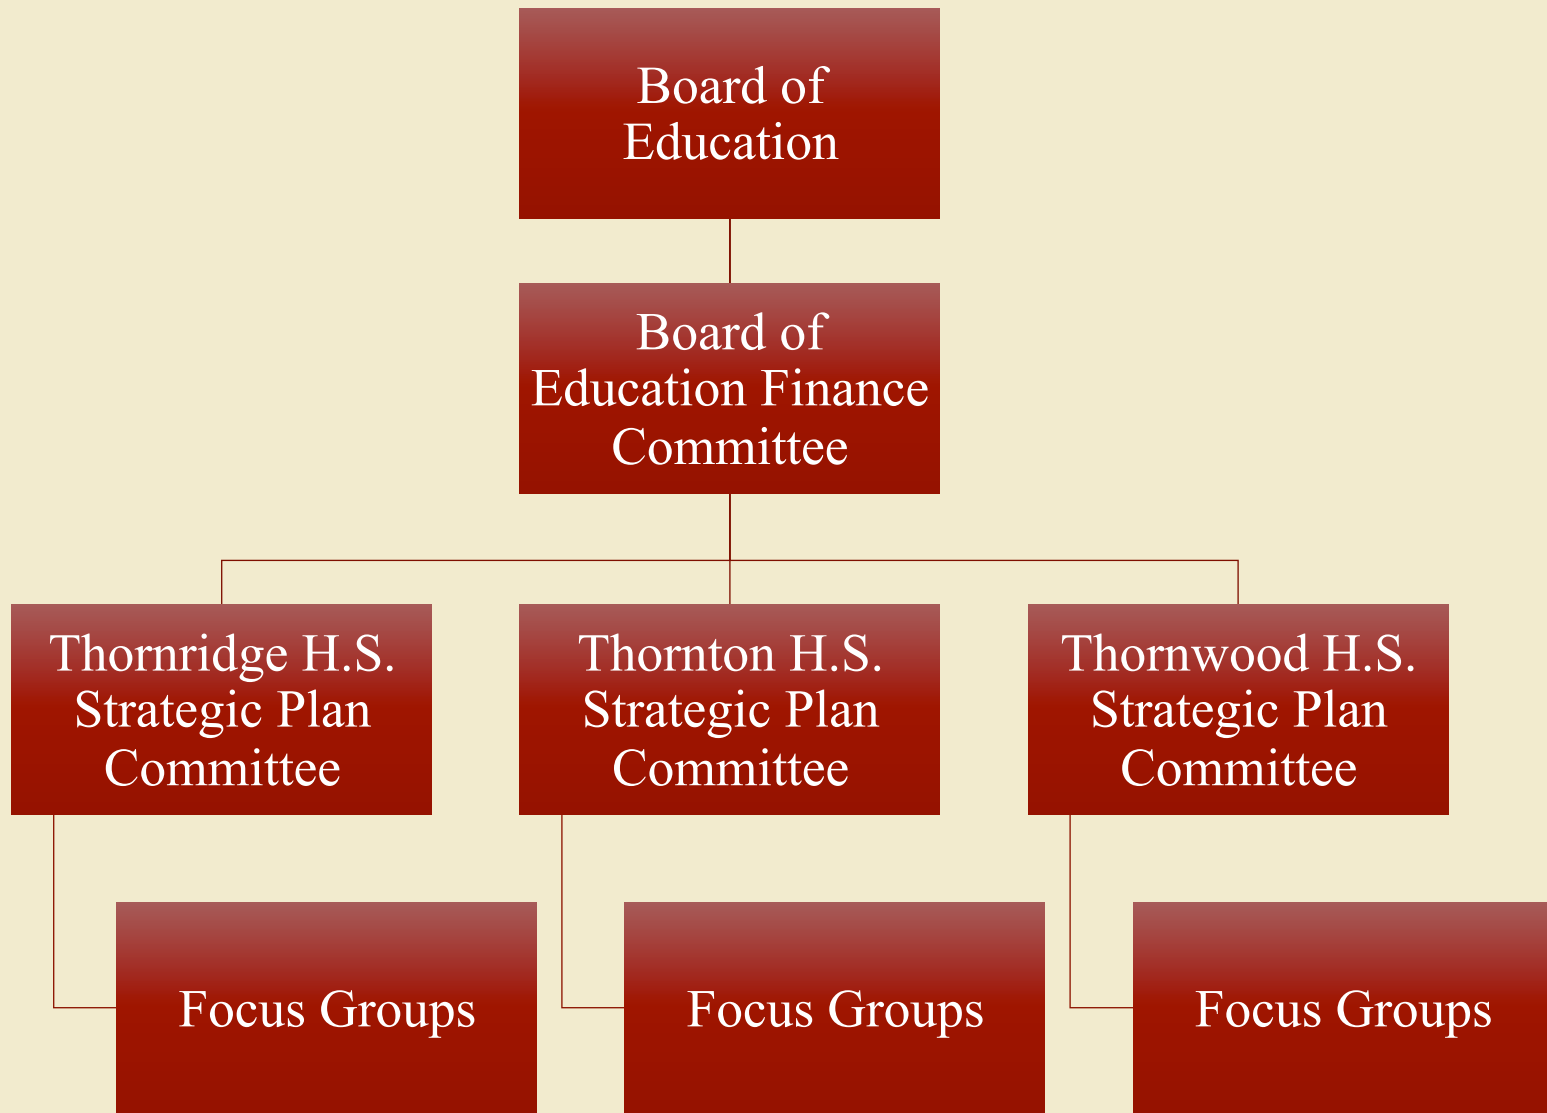 Board of
Education
Board of
Education Finance
Committee
Thornridge H.S.
Strategic Plan
Committee
Thornton H.S.
Strategic Plan
Committee
Thornwood H.S.
Strategic Plan
Committee
Focus Groups
Focus Groups
Focus Groups